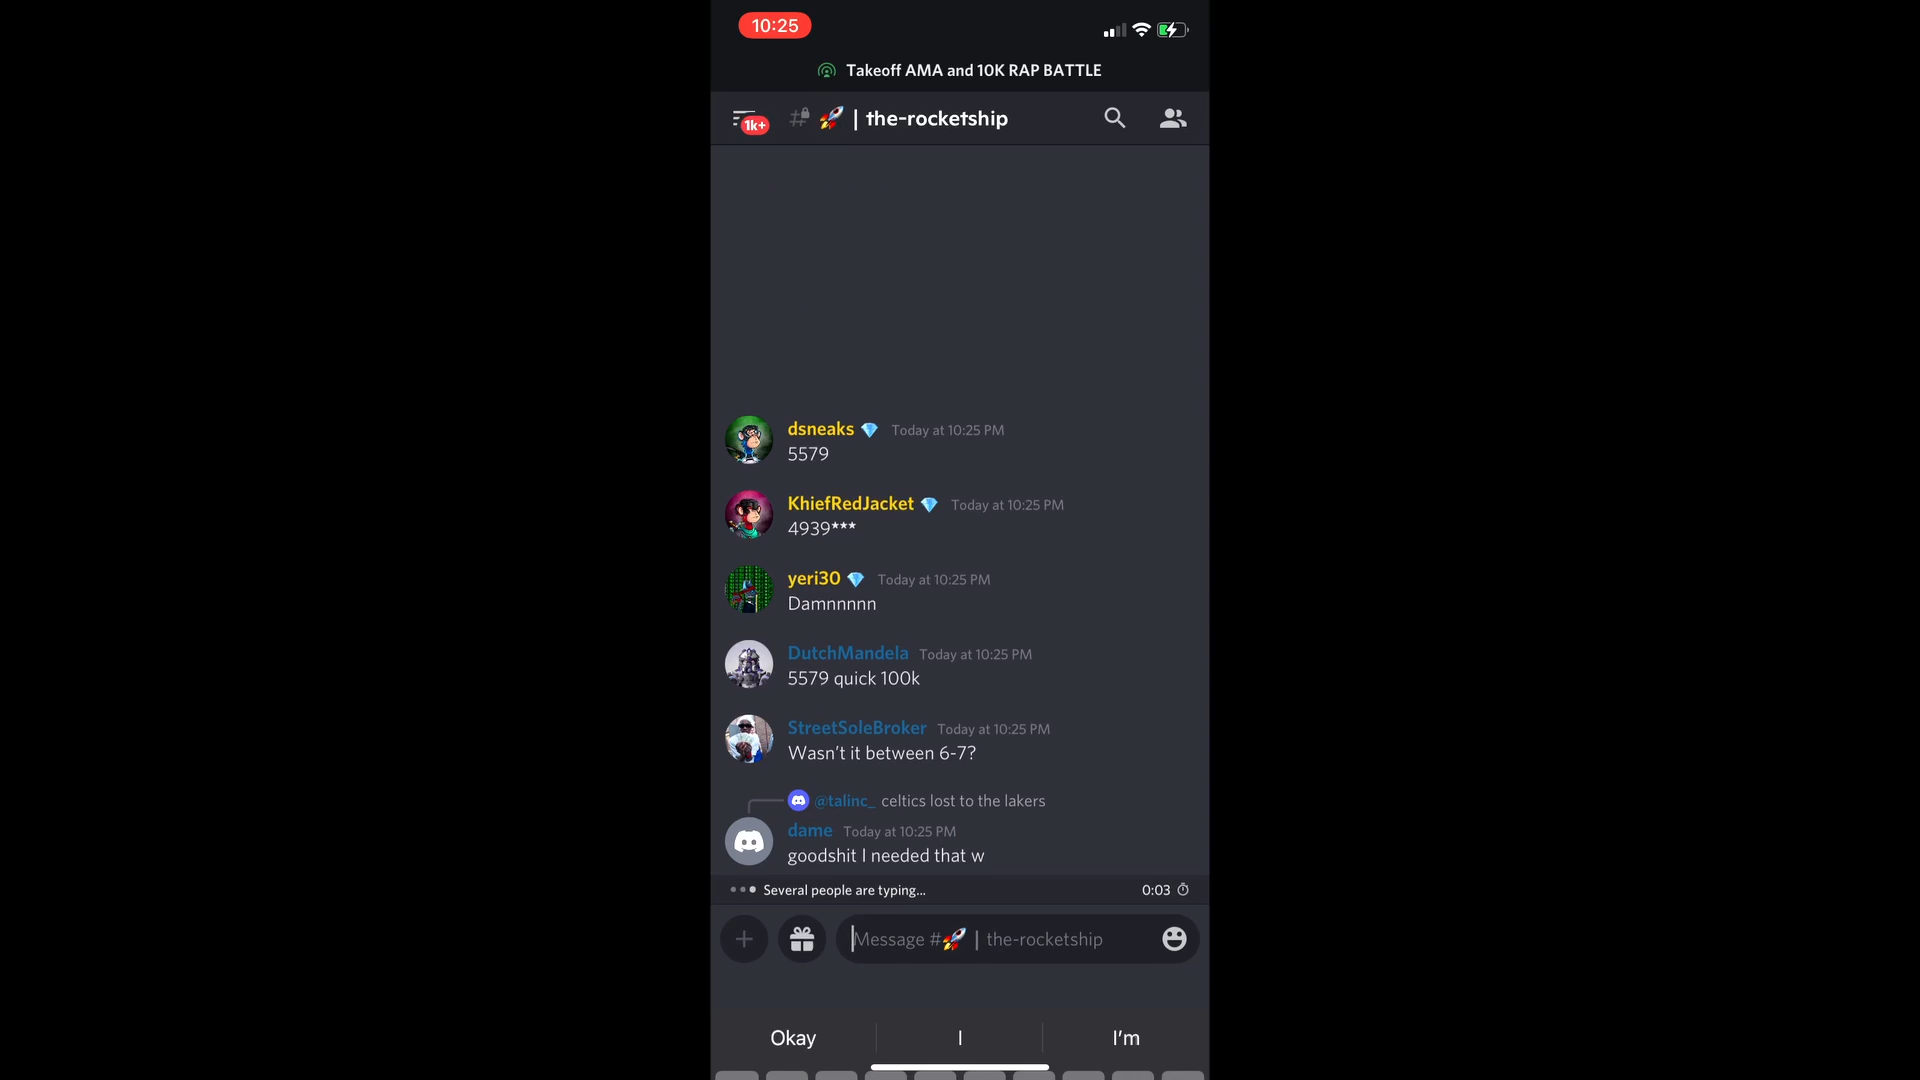 10:25
Takeoff AMA and 10K RAP BATTLE
1k+
# 🚀 | the-rocketship
dsneaks 💎 Today at 10:25 PM
5579
KhiefRedJacket 💎 Today at 10:25 PM
4939***
yeri30 💎 Today at 10:25 PM
Damnnnnn
DutchMandela Today at 10:25 PM
5579 quick 100k
StreetSoleBroker Today at 10:25 PM
Wasn't it between 6-7?
@talinc_ celtics lost to the lakers
dame Today at 10:25 PM
goodshit I needed that w
Several people are typing... 0:03
Message #🚀 | the-rocketship
Okay I I'm